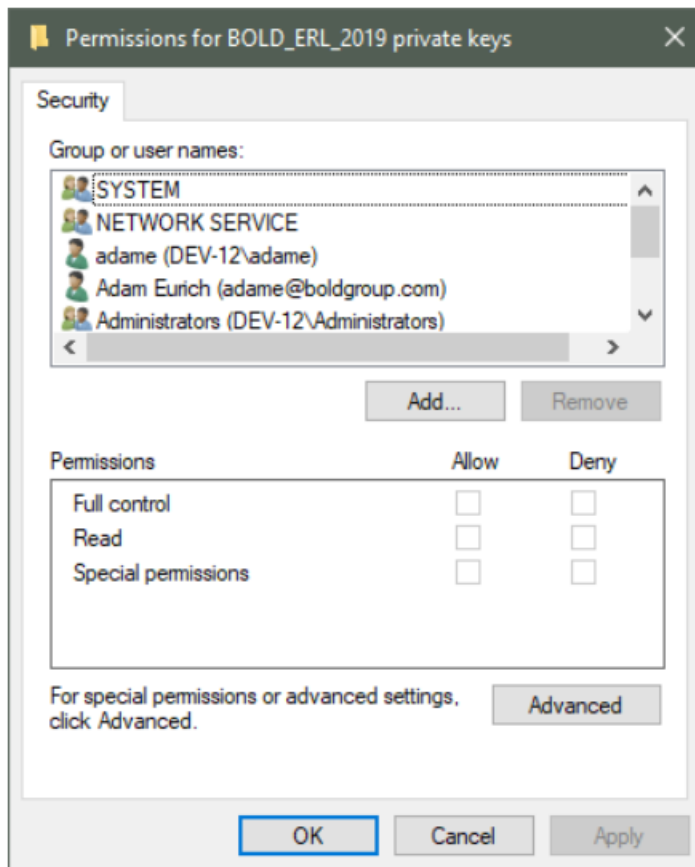 Permissions for BOLD_ERL_2019 private keys
Security
Group or user names:
SYSTEM
NETWORK SERVICE
adame (DEV-12\adame)
Adam Eurich (adame@boldgroup.com)
Administrators (DEV-12\Administrators)
Add... Remove
Permissions Allow Deny
Full control
Read
Special permissions
For special permissions or advanced settings,
click Advanced.
Advanced
OK Cancel Apply